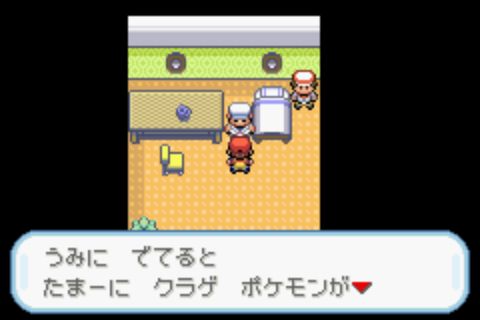 うみに　でてると
たまーに　クラゲ　ポケモンが